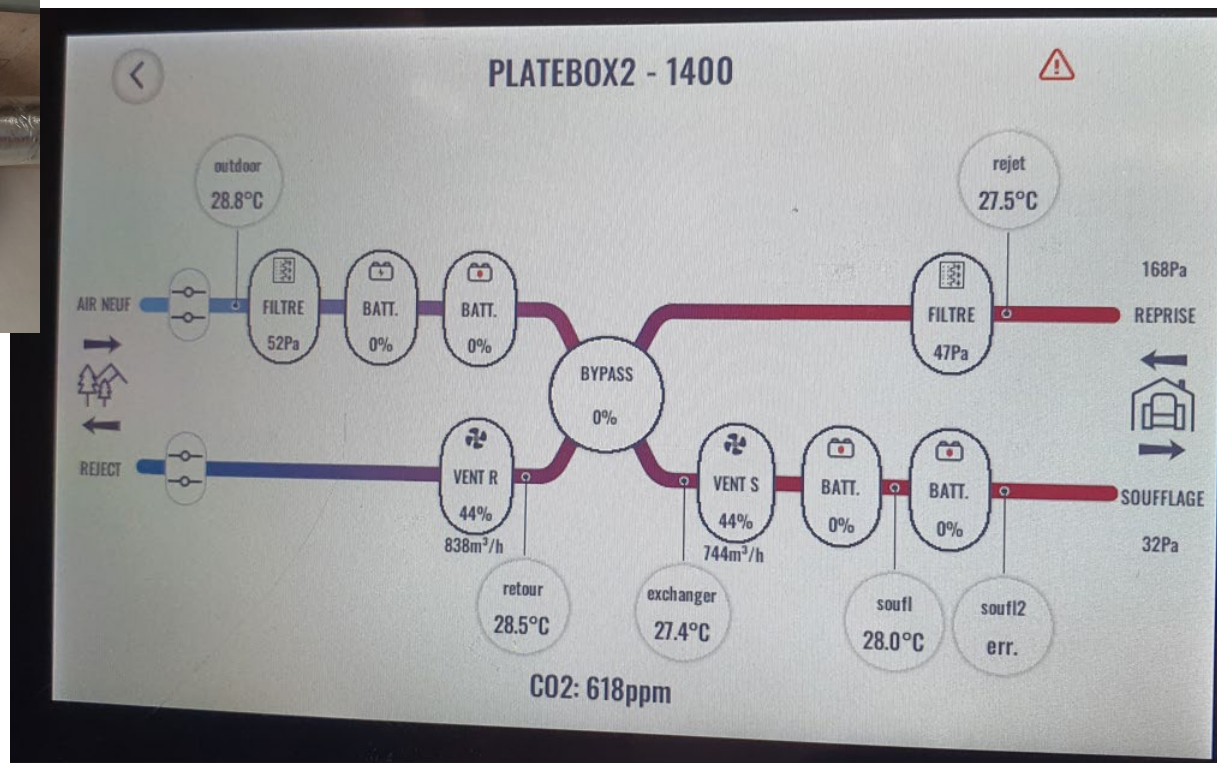 PLATEBOX2 - 1400
outdoor
28.8°C
rejet
27.5°C
168Pa
AIR NEUF
FILTRE
52Pa
BATT.
0%
BATT.
0%
FILTRE
47Pa
REPRISE
BYPASS
0%
REJECT
VENT R
44%
838m³/h
VENT S
44%
744m³/h
BATT.
0%
BATT.
0%
SOUFFLAGE
32Pa
retour
28.5°C
exchanger
27.4°C
soufl
28.0°C
soufl2
err.
CO2: 618ppm